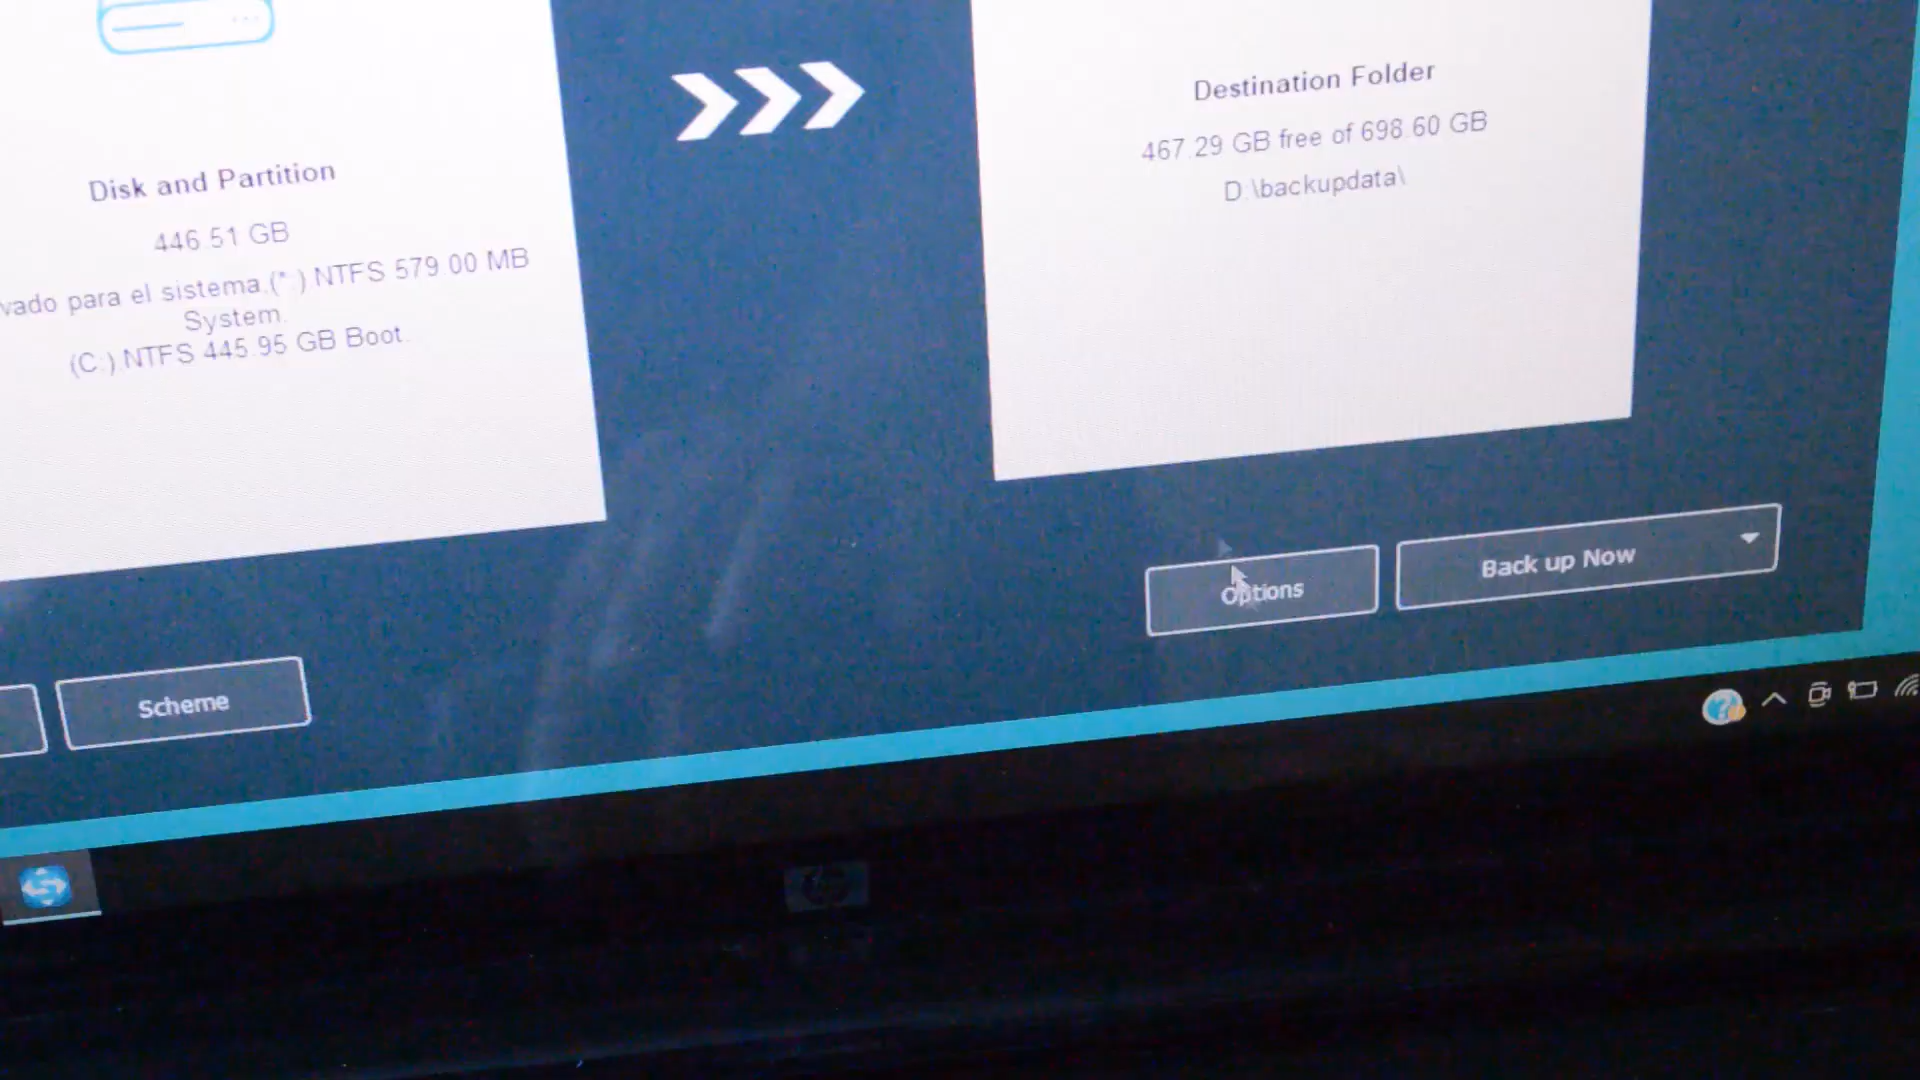 Disk and Partition
446.51 GB
vado para el sistema.(*:) NTFS 579.00 MB
System.
(C:).NTFS 445.95 GB Boot.
Destination Folder
467.29 GB free of 698.60 GB
D:\backupdata\
Scheme
Options
Back up Now